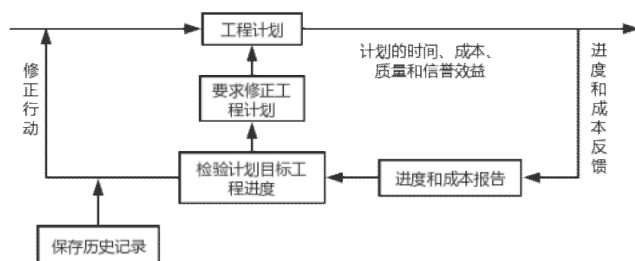 工程计划
计划的时间、成本、
质量和信誉效益
修正行动
进度和成本反馈
要求修正工
程计划
检验计划目标工
程进度
进度和成本报告
保存历史记录